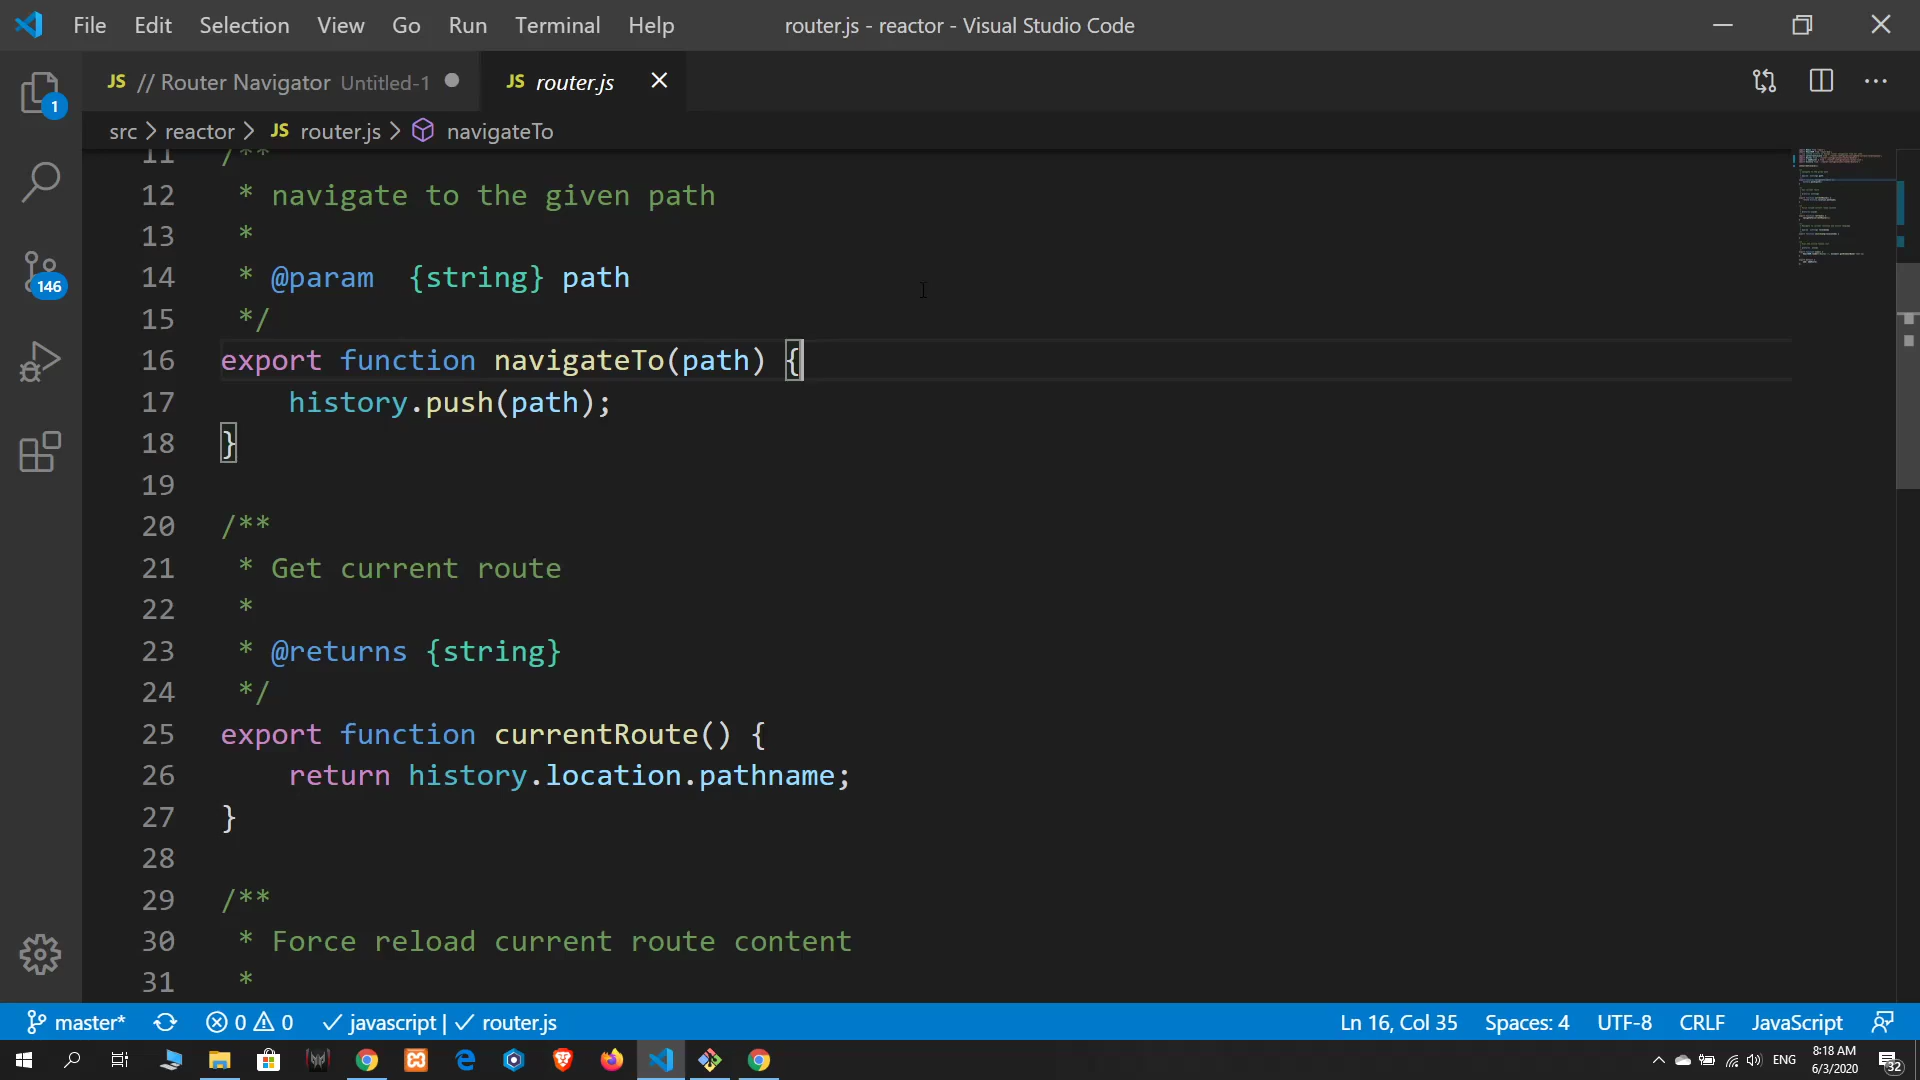 File Edit Selection View Go Run Terminal Help router.js - reactor - Visual Studio Code
JS // Router Navigator Untitled-1 JS router.js
1
src > reactor > JS router.js > navigateTo
11 /**
12 * navigate to the given path
13 *
14 * @param {string} path
15 */
16 export function navigateTo(path) {
17 history.push(path);
18 }
19
20 /**
21 * Get current route
22 *
23 * @returns {string}
24 */
25 export function currentRoute() {
26 return history.location.pathname;
27 }
28
29 /**
30 * Force reload current route content
31 *
146
master* 0 0 javascript | router.js Ln 16, Col 35 Spaces: 4 UTF-8 CRLF JavaScript
ENG 8:18 AM
6/3/2020 32